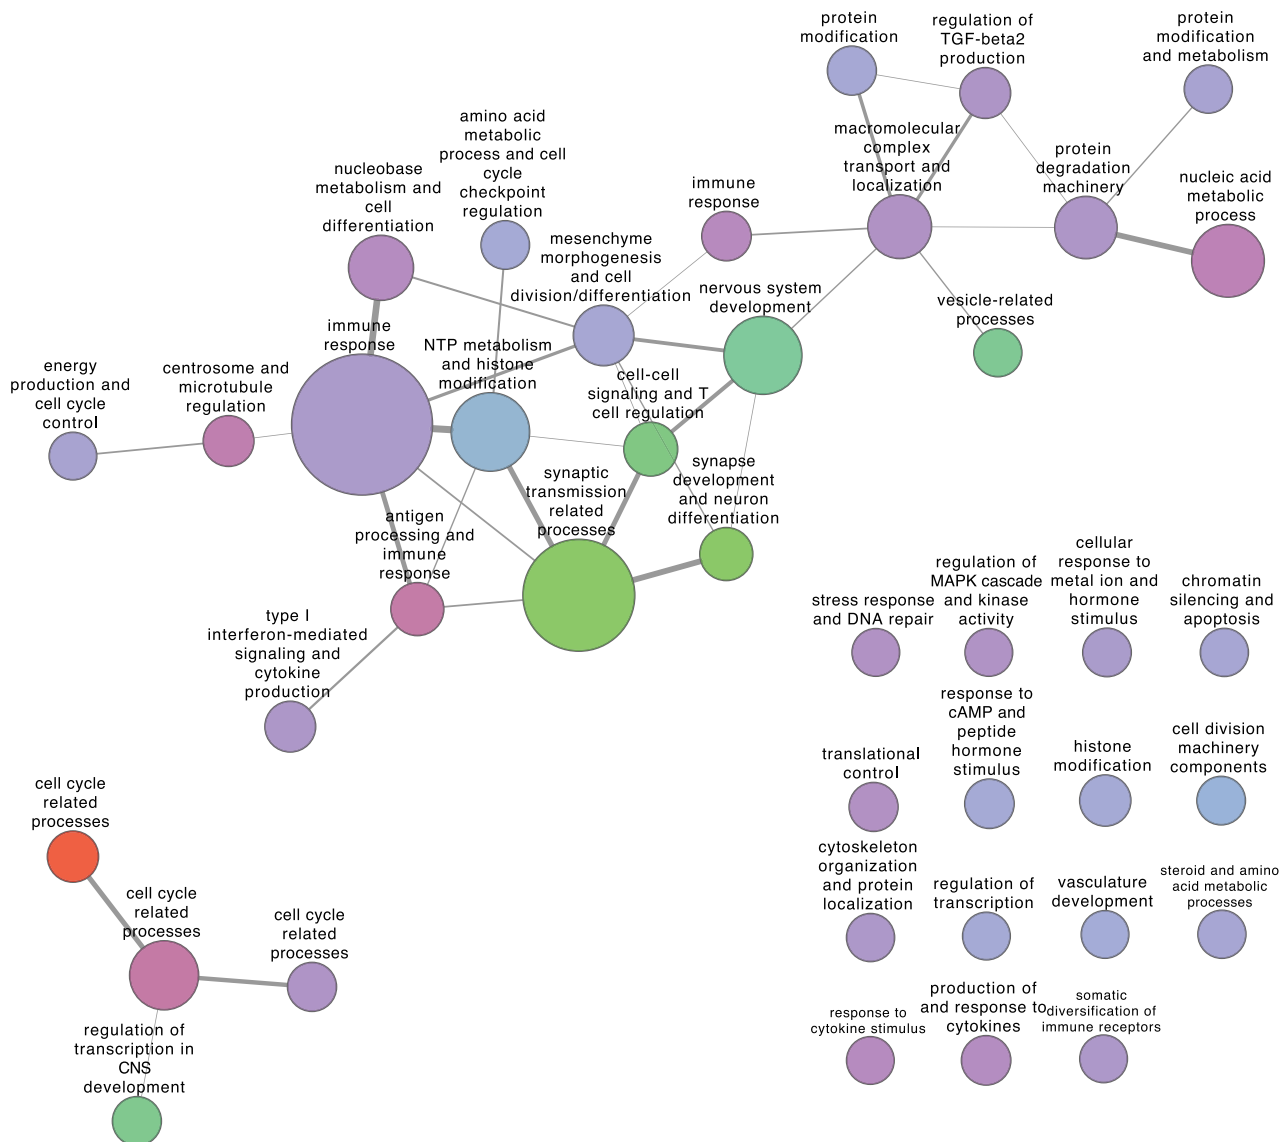 protein
modification
regulation of
TGF-beta2
production
protein
modification
and metabolism
amino acid
metabolic
process and cell
cycle
checkpoint
regulation
macromolecular
complex
transport and
localization
protein
degradation
machinery
nucleobase
metabolism and
cell
differentiation
immune
response
nucleic acid
metabolic
process
mesenchyme
morphogenesis
and cell
division/differentiation
nervous system
development
vesicle-related
processes
immune
response
NTP metabolism
and histone
modification
energy
production and
cell cycle
control
centrosome and
microtubule
regulation
cell-cell
signaling and T
cell regulation
synaptic
transmission
related
processes
synapse
development
and neuron
differentiation
antigen
processing and
immune
response
type I
interferon-mediated
signaling and
cytokine
production
stress response
and DNA repair
regulation of
MAPK cascade
and kinase
activity
cellular
response to
metal ion and
hormone
stimulus
chromatin
silencing and
apoptosis
translational
control
response to
cAMP and
peptide
hormone
stimulus
histone
modification
cell division
machinery
components
cytoskeleton
organization
and protein
localization
regulation of
transcription
vasculature
development
steroid and amino
acid metabolic
processes
response to
cytokine stimulus
production of
and response to
cytokines
somatic
diversification of
immune receptors
cell cycle
related
processes
cell cycle
related
processes
cell cycle
related
processes
regulation of
transcription in
CNS
development